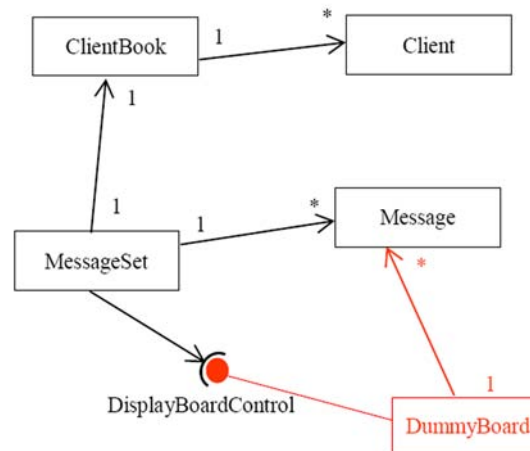 ClientBook
1
*
Client
1
1
1
*
Message
MessageSet
*
DisplayBoardControl
1
DummyBoard